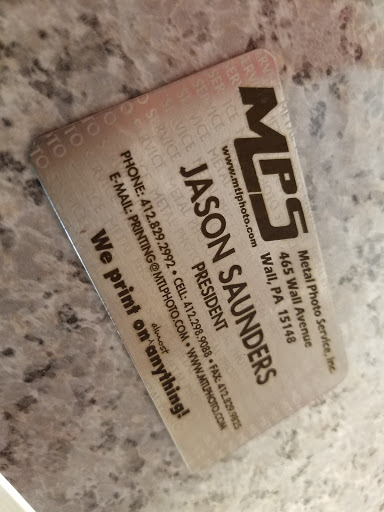 MPS
www.mtlphoto.com
Metal Photo Service, Inc.
465 Wall Avenue
Wall, PA 15148
JASON SAUNDERS
PRESIDENT
PHONE: 412.829.2992 • CELL: 412.298.9088 • FAX: 412.829.9825
E-MAIL: PRINTING@MTLPHOTO.COM • WWW.MTLPHOTO.COM
We print on almost anything!